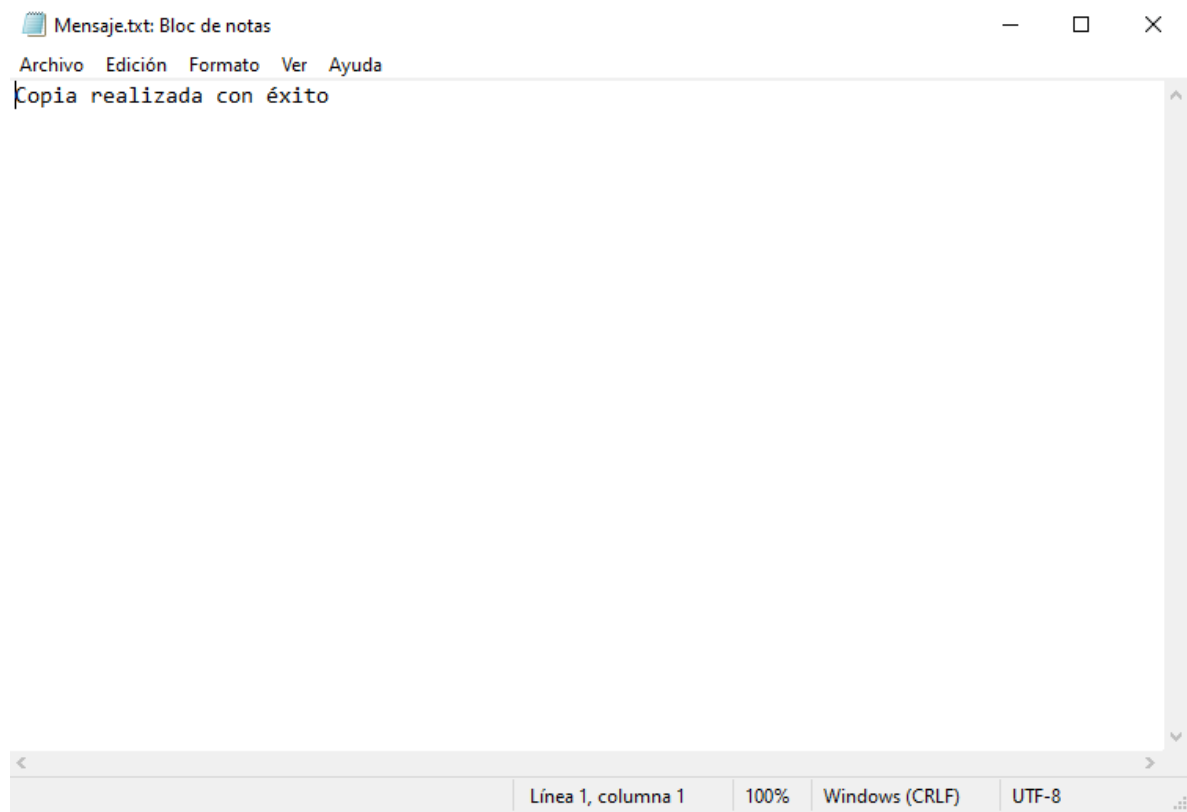 Mensaje.txt: Bloc de notas
Archivo Edición Formato Ver Ayuda
Copia realizada con éxito
Línea 1, columna 1 100% Windows (CRLF) UTF-8